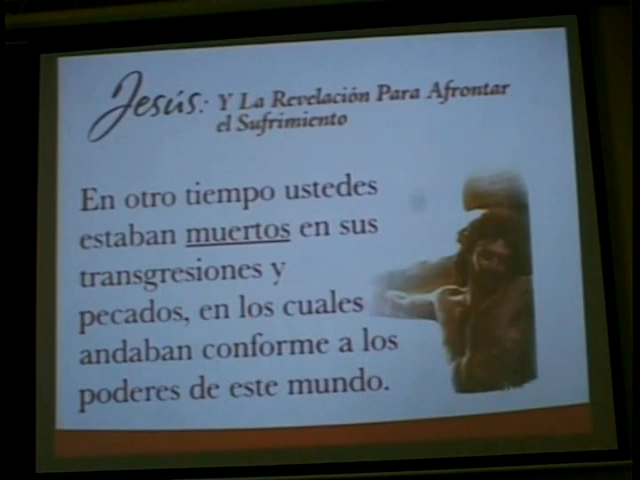 Jesús: Y La Revelación Para Afrontar
el Sufrimiento
En otro tiempo ustedes
estaban muertos en sus
transgresiones y
pecados, en los cuales
andaban conforme a los
poderes de este mundo.